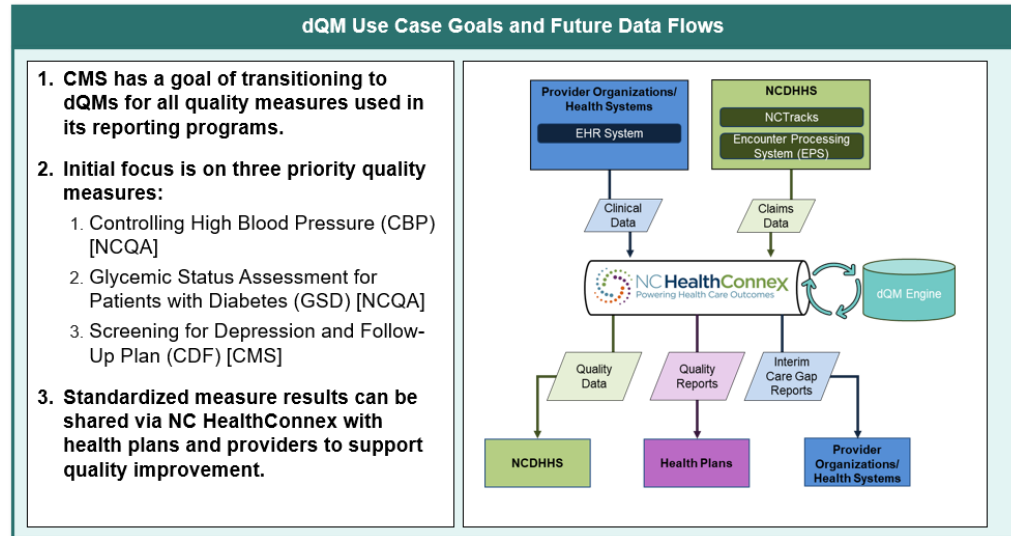 dQM Use Case Goals and Future Data Flows
1. CMS has a goal of transitioning to
dQMs for all quality measures used in
its reporting programs.
2. Initial focus is on three priority quality
measures:
1. Controlling High Blood Pressure (CBP)
[NCQA]
2. Glycemic Status Assessment for
Patients with Diabetes (GSD) [NCQA]
3. Screening for Depression and Follow-
Up Plan (CDF) [CMS]
3. Standardized measure results can be
shared via NC HealthConnex with
health plans and providers to support
quality improvement.
Provider Organizations/
Health Systems
EHR System
NCDHHS
NCTracks
Encounter Processing
System (EPS)
Clinical
Data
Claims
Data
NC HEALTHCONNEX
Powering Health Care Outcomes
dQM Engine
Quality
Data
Quality
Reports
Interim
Care Gap
Reports
NCDHHS
Health Plans
Provider
Organizations/
Health Systems